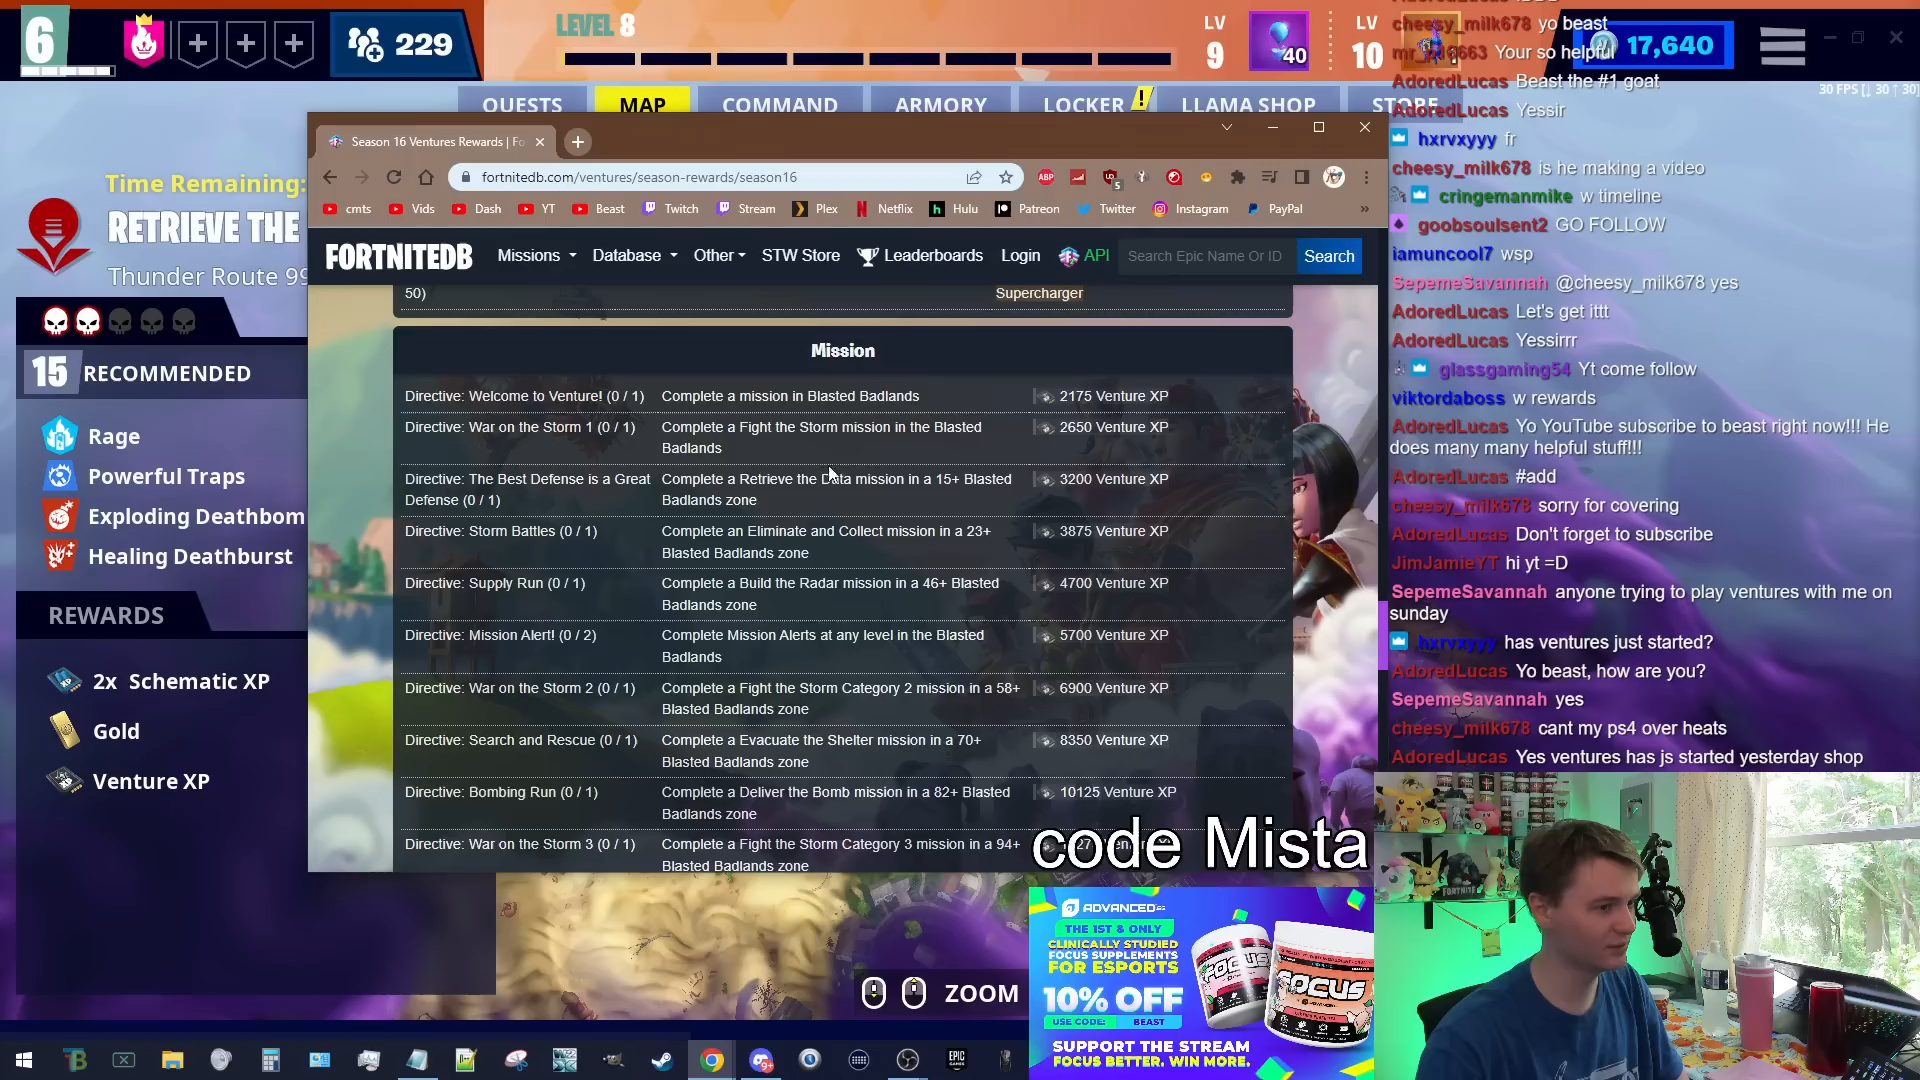 6
229
LEVEL 8
LV
9
40
LV
10
17,640
30 FPS [↓ 30 ↑ 30]
QUESTS
MAP
COMMAND
ARMORY
LOCKER
!
LLAMA SHOP
STORE
Time Remaining:
RETRIEVE THE
Thunder Route 99
15 RECOMMENDED
Rage
Powerful Traps
Exploding Deathbom
Healing Deathburst
REWARDS
2x Schematic XP
Gold
Venture XP
Season 16 Ventures Rewards | Fo
fortnitedb.com/ventures/season-rewards/season16
ABP
5
cmts
Vids
Dash
YT
Beast
Twitch
Stream
Plex
Netflix
Hulu
Patreon
Twitter
Instagram
PayPal
»
FORTNITEDB
Missions
Database
Other
STW Store
Leaderboards
Login
API
Search Epic Name Or ID
Search
50)
Supercharger
Mission
Directive: Welcome to Venture! (0 / 1) Complete a mission in Blasted Badlands 2175 Venture XP
Directive: War on the Storm 1 (0 / 1) Complete a Fight the Storm mission in the Blasted 2650 Venture XP
Badlands
Directive: The Best Defense is a Great Complete a Retrieve the Data mission in a 15+ Blasted 3200 Venture XP
Defense (0 / 1) Badlands zone
Directive: Storm Battles (0 / 1) Complete an Eliminate and Collect mission in a 23+ 3875 Venture XP
Blasted Badlands zone
Directive: Supply Run (0 / 1) Complete a Build the Radar mission in a 46+ Blasted 4700 Venture XP
Badlands zone
Directive: Mission Alert! (0 / 2) Complete Mission Alerts at any level in the Blasted 5700 Venture XP
Badlands
Directive: War on the Storm 2 (0 / 1) Complete a Fight the Storm Category 2 mission in a 58+ 6900 Venture XP
Blasted Badlands zone
Directive: Search and Rescue (0 / 1) Complete a Evacuate the Shelter mission in a 70+ 8350 Venture XP
Blasted Badlands zone
Directive: Bombing Run (0 / 1) Complete a Deliver the Bomb mission in a 82+ Blasted 10125 Venture XP
Badlands zone
Directive: War on the Storm 3 (0 / 1) Complete a Fight the Storm Category 3 mission in a 94+
Blasted Badlands zone
cheesy_milk678 yo beast
Your so helpful
AdoredLucas Beast the #1 goat
AdoredLucas Yessir
hxrvxyyy fr
cheesy_milk678 is he making a video
cringemanmike w timeline
goobsoulsent2 GO FOLLOW
iamuncool7 wsp
SepemeSavannah @cheesy_milk678 yes
AdoredLucas Let's get ittt
AdoredLucas Yessirrr
glassgaming54 Yt come follow
viktordaboss w rewards
AdoredLucas Yo YouTube subscribe to beast right now!!! He
does many many helpful stuff!!!
AdoredLucas #add
cheesy_milk678 sorry for covering
AdoredLucas Don't forget to subscribe
JimJamieYT hi yt =D
SepemeSavannah anyone trying to play ventures with me on
sunday
hxrvxyyy has ventures just started?
AdoredLucas Yo beast, how are you?
SepemeSavannah yes
cheesy_milk678 cant my ps4 over heats
AdoredLucas Yes ventures has js started yesterday shop
code Mista
ADVANCED
THE 1ST & ONLY
CLINICALLY STUDIED
FOCUS SUPPLEMENTS
FOR ESPORTS
10% OFF
USE CODE: BEAST
SUPPORT THE STREAM
FOCUS BETTER. WIN MORE.
FOCUS
FOCUS
ZOOM
FORTNITE
9+
EPIC
GAMES